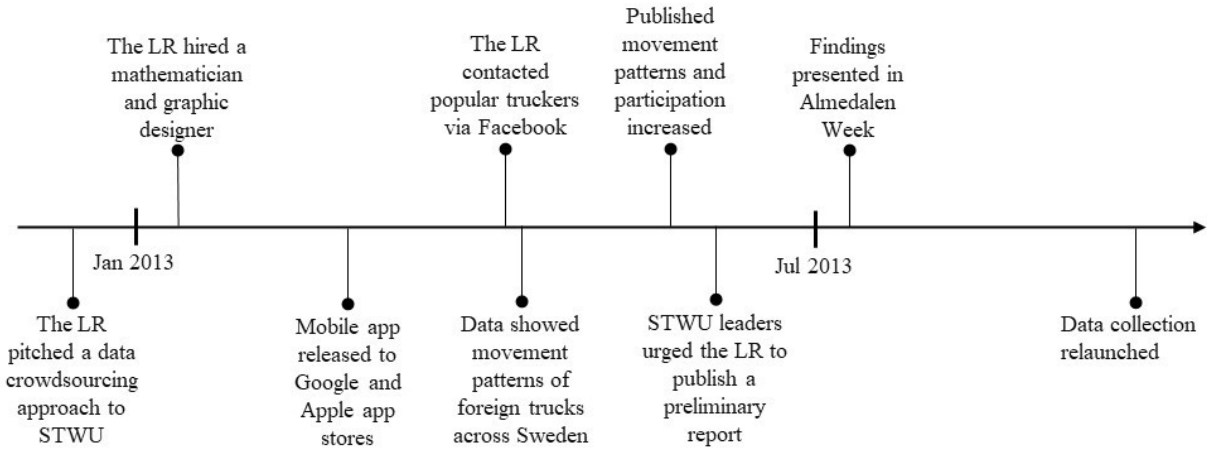 The LR hired a
mathematician
and graphic
designer
The LR
contacted
popular truckers
via Facebook
Published
movement
patterns and
participation
increased
Findings
presented in
Almedalen
Week
Jan 2013
Jul 2013
The LR
pitched a data
crowdsourcing
approach to
STWU
Mobile app
released to
Google and
Apple app
stores
Data showed
movement
patterns of
foreign trucks
across Sweden
STWU leaders
urged the LR to
publish a
preliminary
report
Data collection
relaunched